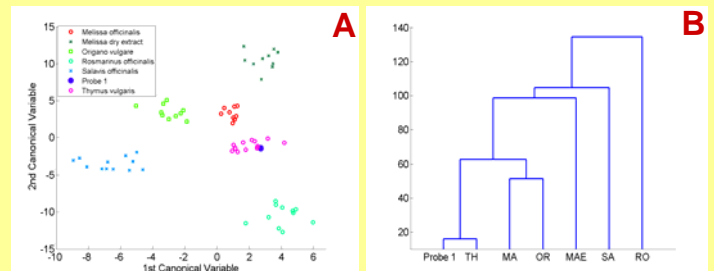 A
Melissa officinalis
Melissa dry extract
Origano vulgare
Rosmarinus officinalis
Salavis officinalis
Probe 1
Thymus vulgaris
2nd Canonical Variable
20
15
10
5
0
-5
-10
-15
-10 -8 -6 -4 -2 0 2 4 6
1st Canonical Variable
B
140
120
100
80
60
40
20
Probe 1 TH MA OR MAE SA RO